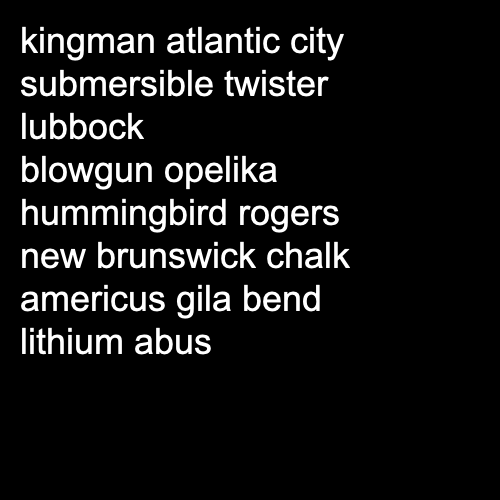 kingman atlantic city
submersible twister
lubbock
blowgun opelika
hummingbird rogers
new brunswick chalk
americus gila bend
lithium abus